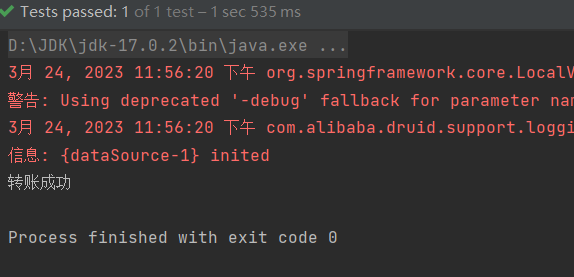 Tests passed: 1 of 1 test – 1 sec 535 ms
D:\JDK\jdk-17.0.2\bin\java.exe ...
3月 24, 2023 11:56:20 下午 org.springframework.core.LocalV
警告: Using deprecated '-debug' fallback for parameter nam
3月 24, 2023 11:56:20 下午 com.alibaba.druid.support.loggi
信息: {dataSource-1} inited
转账成功
Process finished with exit code 0